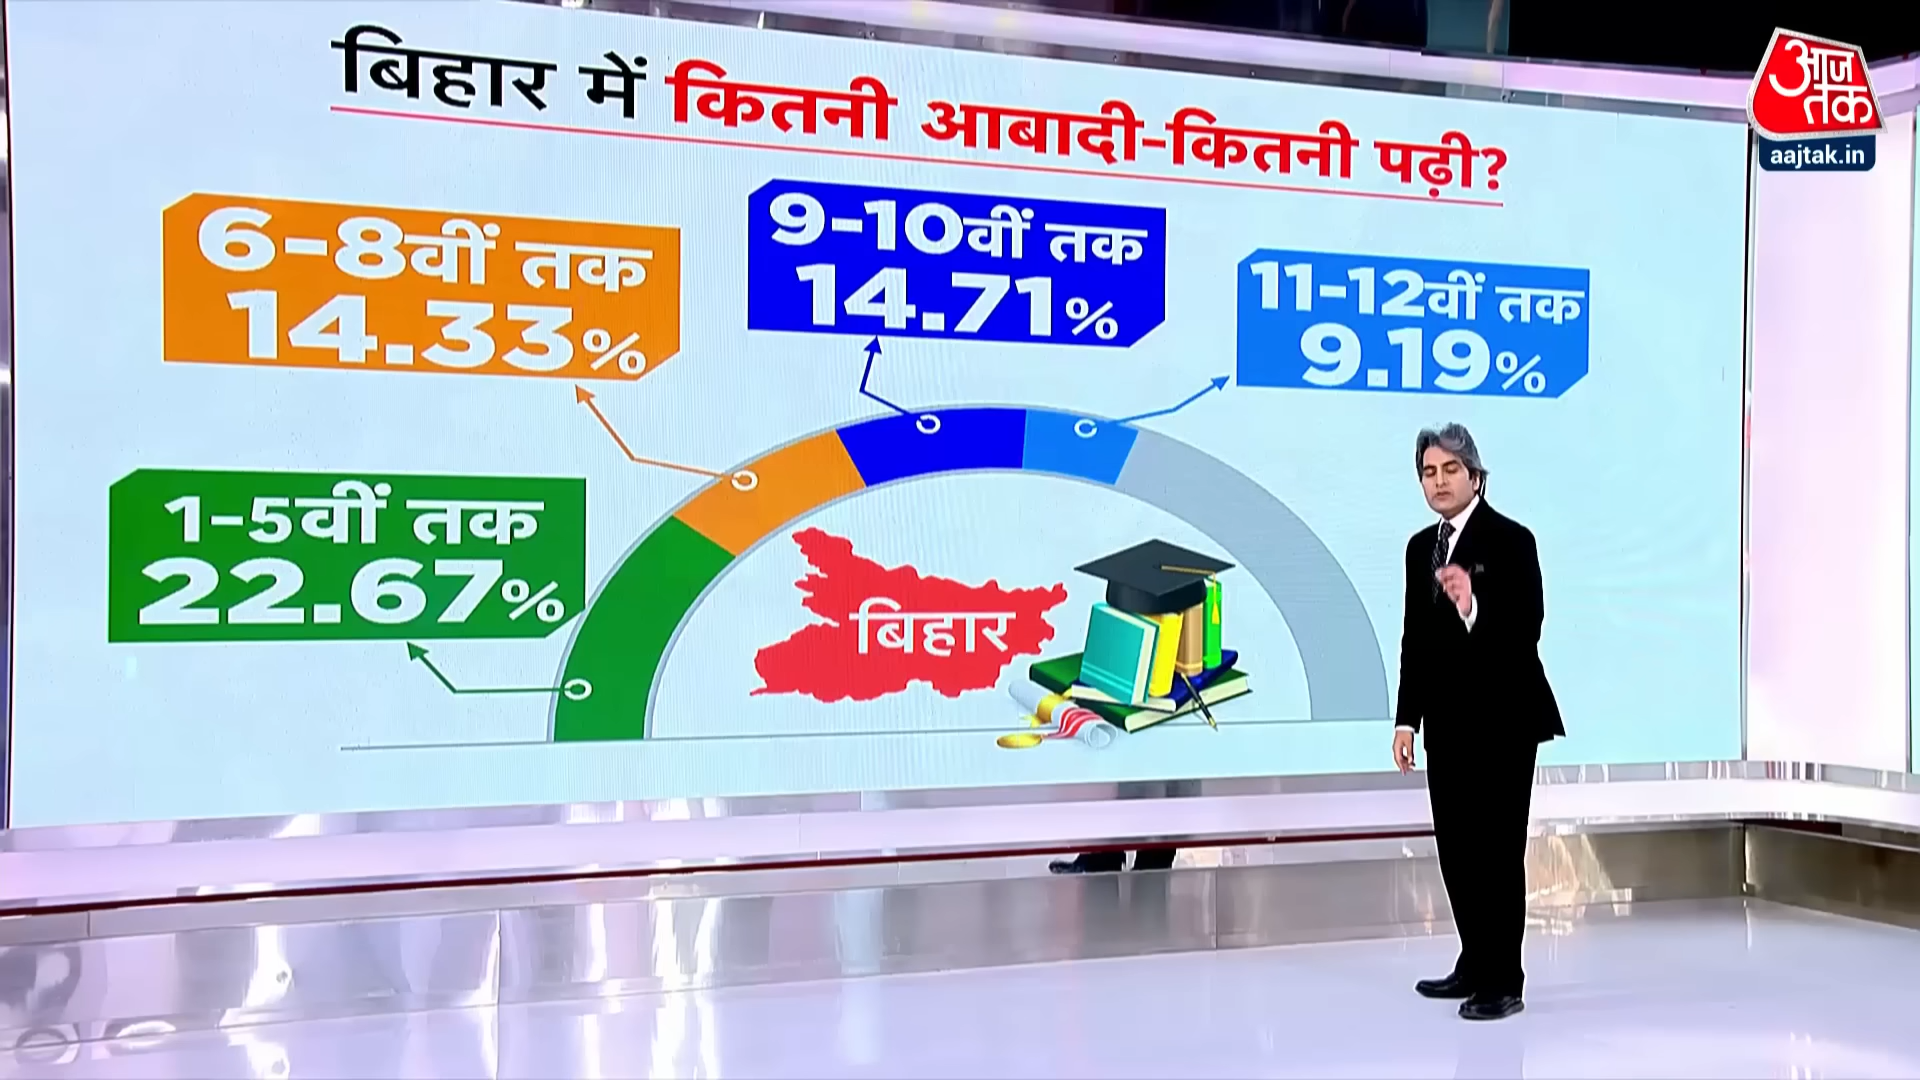 बिहार में कितनी आबादी-कितनी पढ़ी?
आज
तक
aajtak.in
6-8वीं तक
14.33%
9-10वीं तक
14.71%
11-12वीं तक
9.19%
1-5वीं तक
22.67%
बिहार